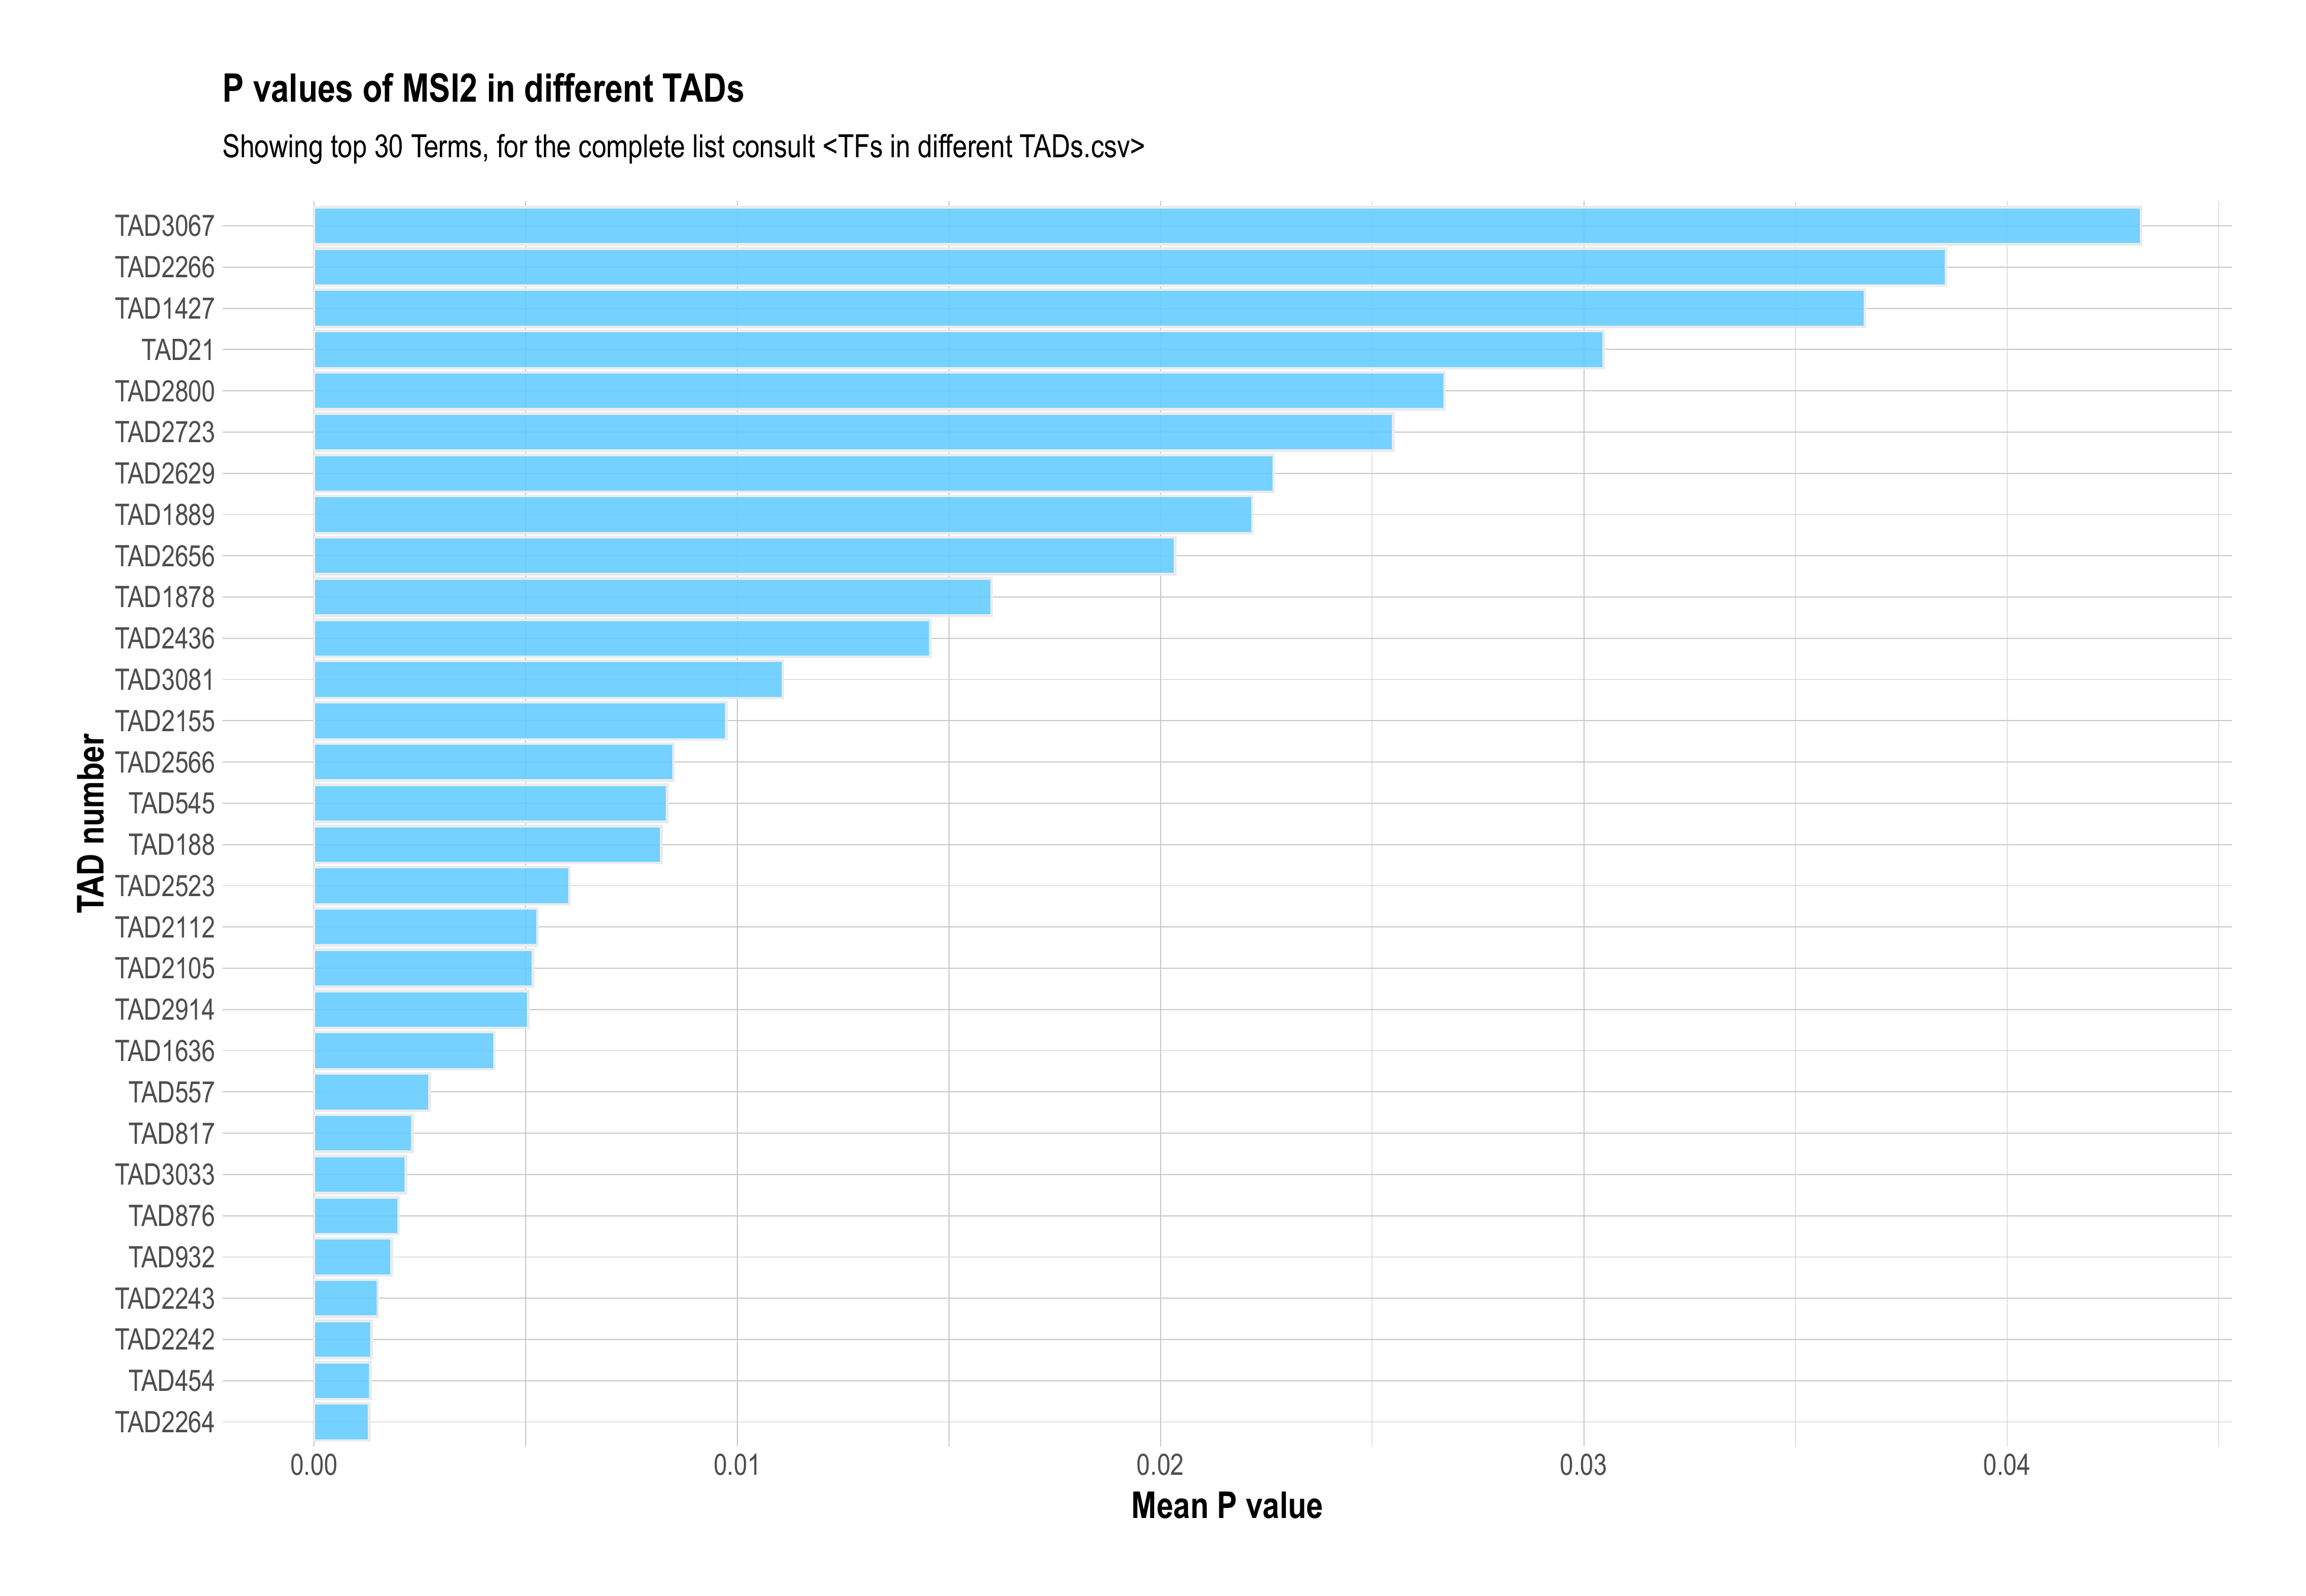 P values of MSI2 in different TADs
Showing top 30 Terms, for the complete list consult <TFs in different TADs.csv>
TAD number
TAD3067
TAD2266
TAD1427
TAD21
TAD2800
TAD2723
TAD2629
TAD1889
TAD2656
TAD1878
TAD2436
TAD3081
TAD2155
TAD2566
TAD545
TAD188
TAD2523
TAD2112
TAD2105
TAD2914
TAD1636
TAD557
TAD817
TAD3033
TAD876
TAD932
TAD2243
TAD2242
TAD454
TAD2264
0.00 0.01 0.02 0.03 0.04
Mean P value